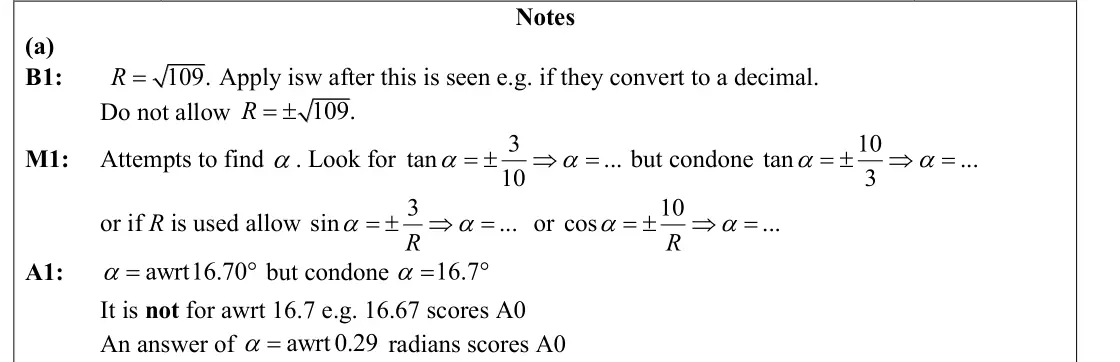 Notes
(a)
B1: R = √109. Apply isw after this is seen e.g. if they convert to a decimal.
Do not allow R = ±√109.
M1: Attempts to find α . Look for tan α = ± 3/10 ⇒ α = ... but condone tan α = ± 10/3 ⇒ α = ...
or if R is used allow sin α = ± 3/R ⇒ α = ... or cos α = ± 10/R ⇒ α = ...
A1: α = awrt16.70° but condone α =16.7°
It is not for awrt 16.7 e.g. 16.67 scores A0
An answer of α = awrt 0.29 radians scores A0